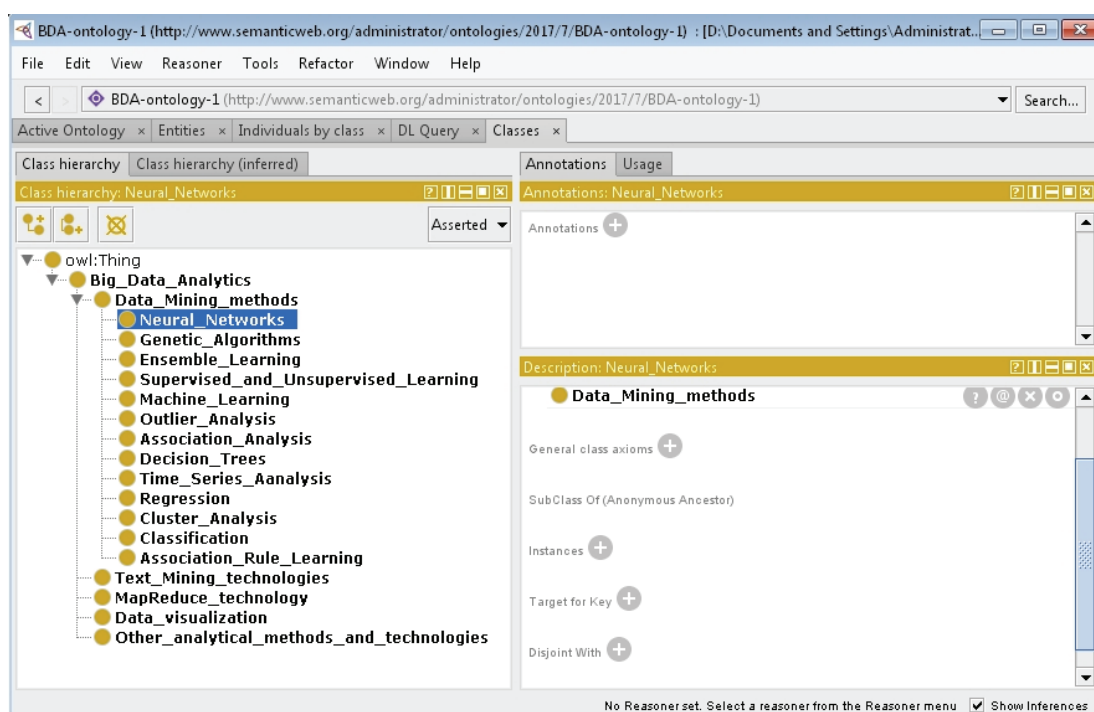 BDA-ontology-1 (http://www.semanticweb.org/administrator/ontologies/2017/7/BDA-ontology-1) : [D:\Documents and Settings\Administrat...
File Edit View Reasoner Tools Refactor Window Help
< > BDA-ontology-1 (http://www.semanticweb.org/administrator/ontologies/2017/7/BDA-ontology-1) Search...
Active Ontology × Entities × Individuals by class × DL Query × Classes ×
Class hierarchy Class hierarchy (inferred)
Class hierarchy: Neural_Networks
Asserted
owl:Thing
Big_Data_Analytics
Data_Mining_methods
Neural_Networks
Genetic_Algorithms
Ensemble_Learning
Supervised_and_Unsupervised_Learning
Machine_Learning
Outlier_Analysis
Association_Analysis
Decision_Trees
Time_Series_Aanalysis
Regression
Cluster_Analysis
Classification
Association_Rule_Learning
Text_Mining_technologies
MapReduce_technology
Data_visualization
Other_analytical_methods_and_technologies
Annotations Usage
Annotations: Neural_Networks
Annotations
Description: Neural_Networks
Data_Mining_methods
General class axioms
SubClass Of (Anonymous Ancestor)
Instances
Target for Key
Disjoint With
No Reasoner set. Select a reasoner from the Reasoner menu Show Inferences